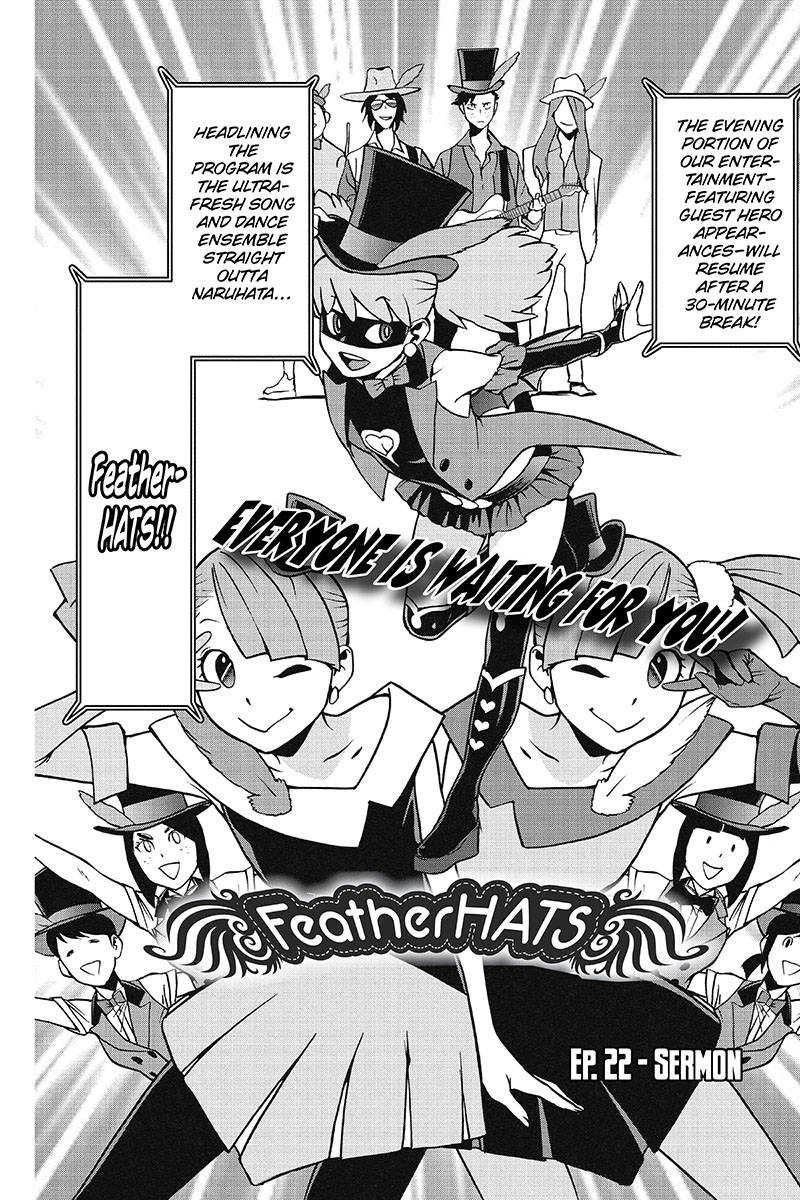 THE EVENING
PORTION OF
OUR ENTER-
TAINMENT–
FEATURING
GUEST HERO
APPEAR-
ANCES–WILL
RESUME
AFTER A
30-MINUTE
BREAK!
HEADLINING
THE
PROGRAM IS
THE ULTRA-
FRESH SONG
AND DANCE
ENSEMBLE
STRAIGHT
OUTTA
NARUHATA...
Feather-
HATS!!
EVERYONE IS WAITING FOR YOU!
FeatherHATS
EP. 22 - SERMON